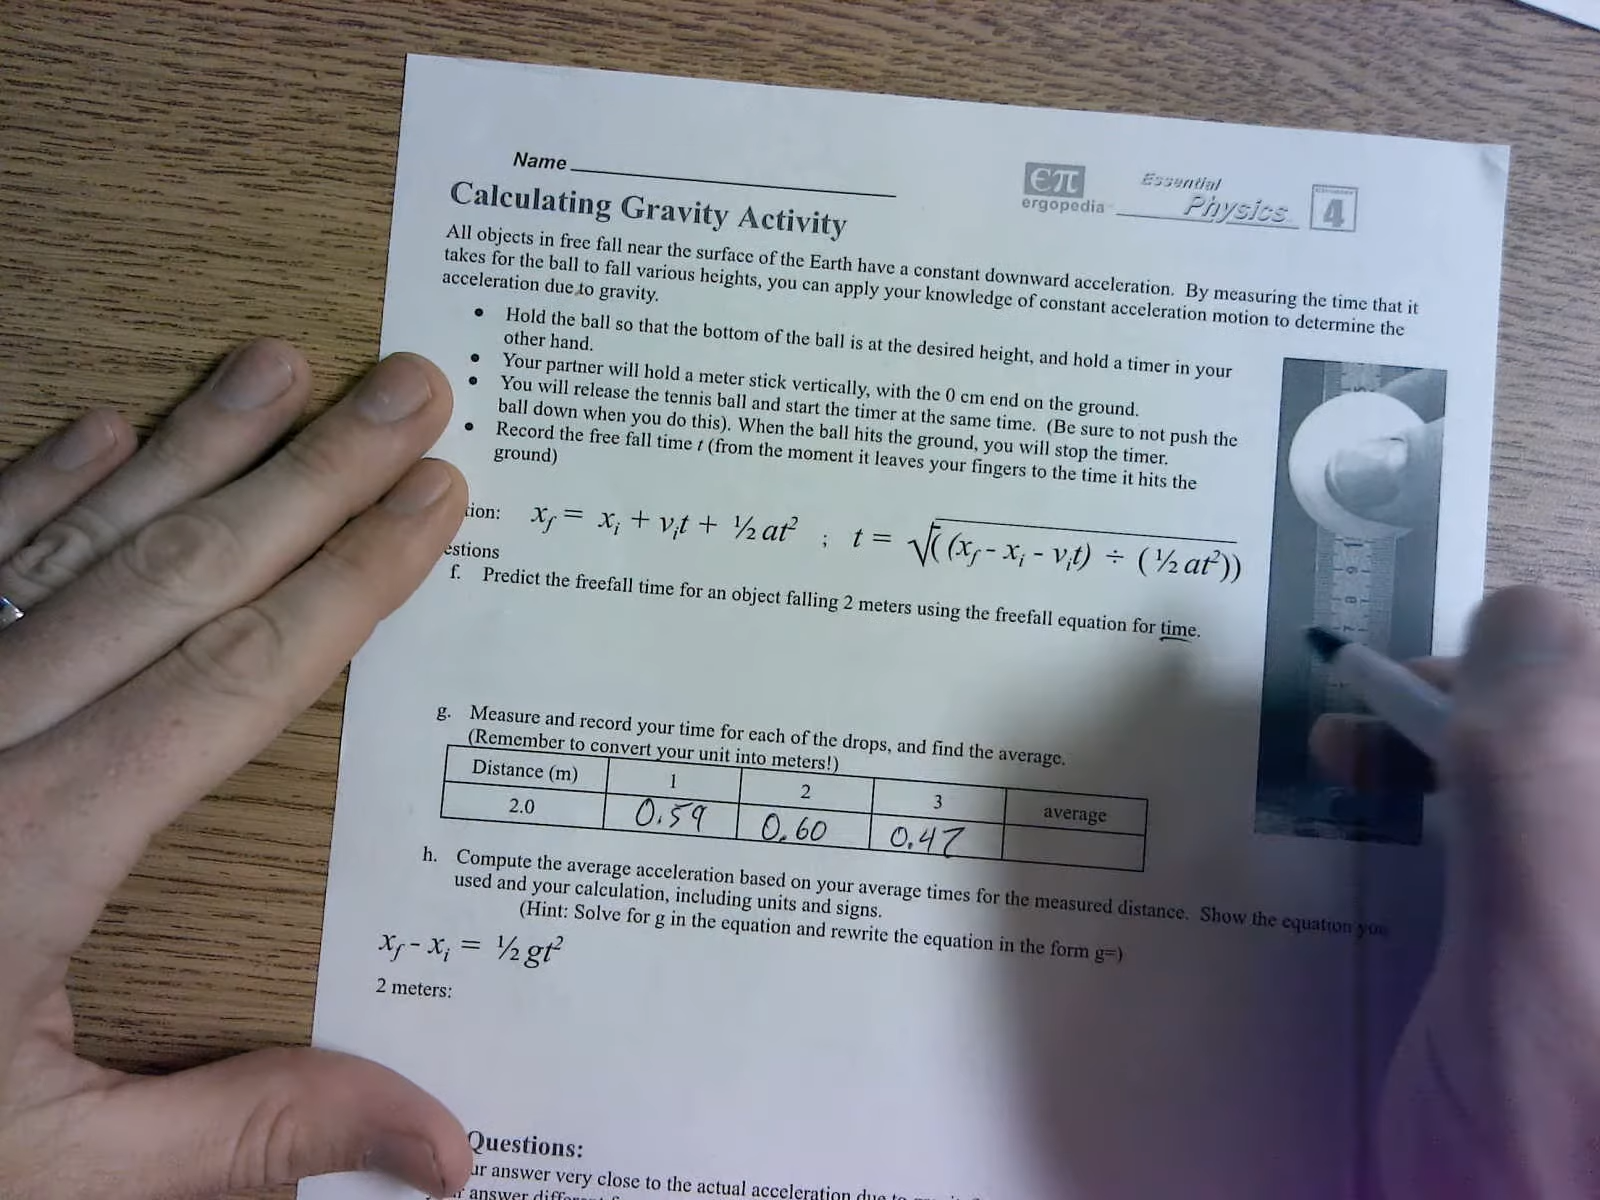 Name
Calculating Gravity Activity
ЄΠ
ergopedia
Essential
Physics
4
All objects in free fall near the surface of the Earth have a constant downward acceleration. By measuring the time that it
takes for the ball to fall various heights, you can apply your knowledge of constant acceleration motion to determine the
acceleration due to gravity.
• Hold the ball so that the bottom of the ball is at the desired height, and hold a timer in your
other hand.
• Your partner will hold a meter stick vertically, with the 0 cm end on the ground.
• You will release the tennis ball and start the timer at the same time. (Be sure to not push the
ball down when you do this). When the ball hits the ground, you will stop the timer.
• Record the free fall time t (from the moment it leaves your fingers to the time it hits the
ground)
tion: xf = xi + vit + ½ at² ; t = √( (xf - xi - vit) ÷ (½ at²))
estions
f. Predict the freefall time for an object falling 2 meters using the freefall equation for time.
g. Measure and record your time for each of the drops, and find the average.
(Remember to convert your unit into meters!)
Distance (m) 1 2 3 average
2.0 0.59 0.60 0.47
h. Compute the average acceleration based on your average times for the measured distance. Show the equation you
used and your calculation, including units and signs.
(Hint: Solve for g in the equation and rewrite the equation in the form g=)
xf - xi = ½ gt²
2 meters:
Questions:
ur answer very close to the actual acceleration due to
answer